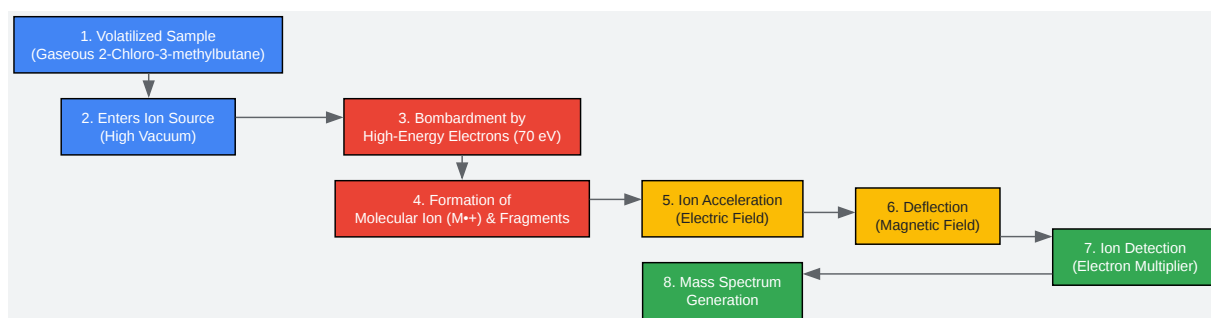 1. Volatilized Sample
(Gaseous 2-Chloro-3-methylbutane)
2. Enters Ion Source
(High Vacuum)
3. Bombardment by
High-Energy Electrons (70 eV)
4. Formation of
Molecular Ion (M•+) & Fragments
5. Ion Acceleration
(Electric Field)
6. Deflection
(Magnetic Field)
7. Ion Detection
(Electron Multiplier)
8. Mass Spectrum
Generation